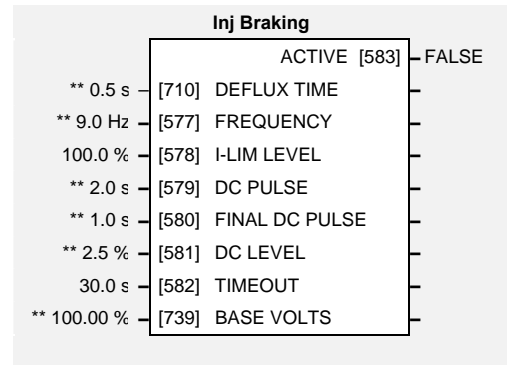 Inj Braking
ACTIVE [583] FALSE
** 0.5 s [710] DEFLUX TIME
** 9.0 Hz [577] FREQUENCY
100.0 % [578] I-LIM LEVEL
** 2.0 s [579] DC PULSE
** 1.0 s [580] FINAL DC PULSE
** 2.5 % [581] DC LEVEL
30.0 s [582] TIMEOUT
** 100.00 % [739] BASE VOLTS